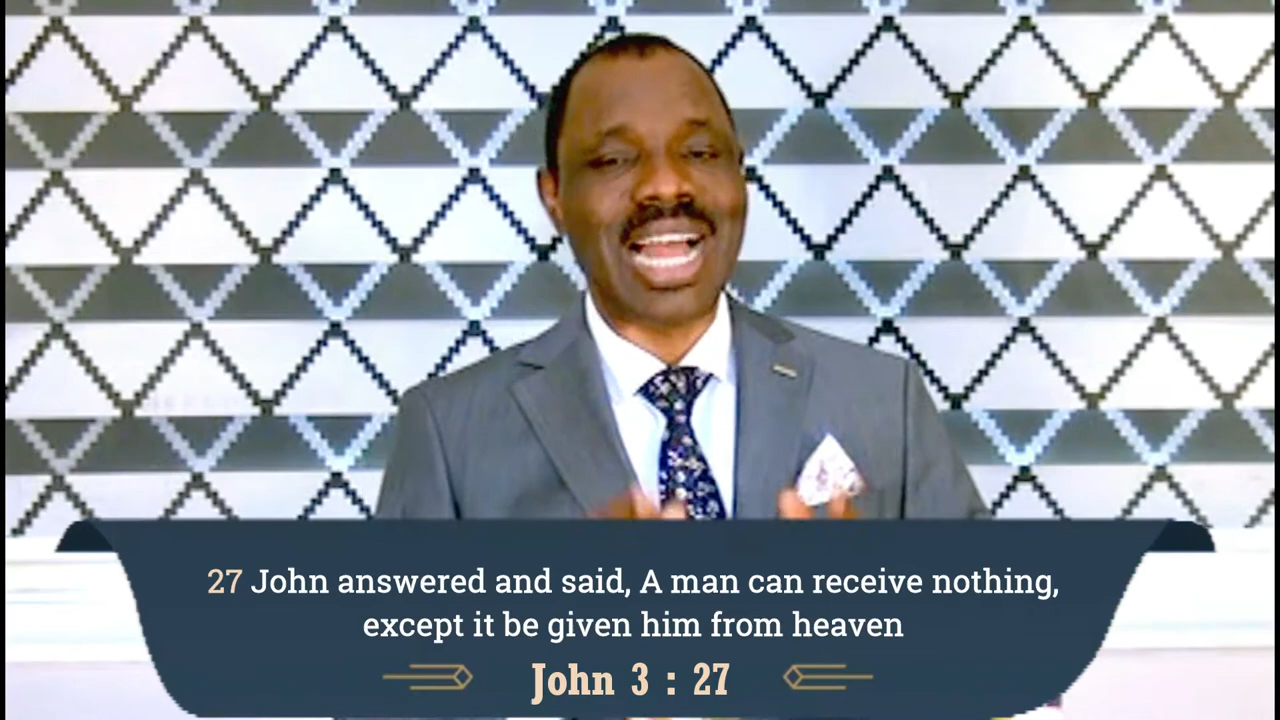 27 John answered and said, A man can receive nothing,
except it be given him from heaven
John 3 : 27